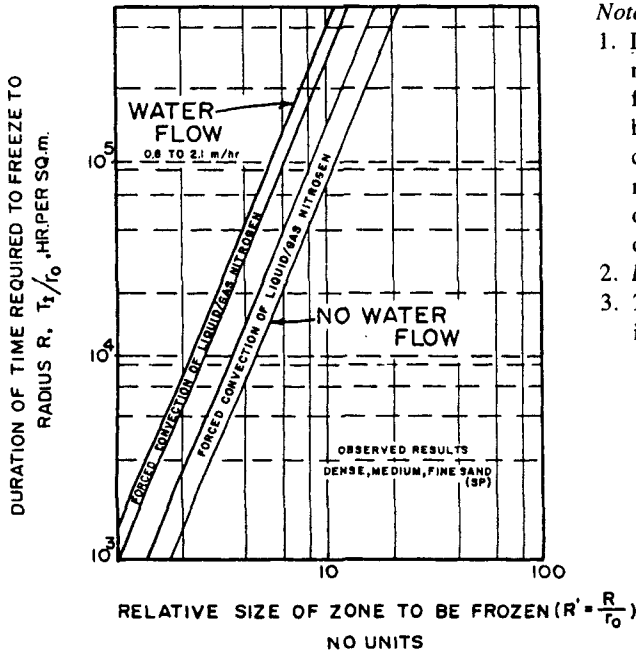 DURATION OF TIME REQUIRED TO FREEZE TO
RADIUS R, T₁/r₀ ,HR.PER SQ.m.
10⁵
10⁴
10³
WATER
FLOW
0.8 TO 2.1 m/hr
FORCED CONVECTION OF LIQUID/GAS NITROGEN
FORCED CONVECTION OF LIQUID/GAS NITROGEN
NO WATER
FLOW
OBSERVED RESULTS
DENSE, MEDIUM, FINE SAND
(SP)
10
100
RELATIVE SIZE OF ZONE TO BE FROZEN (R' = R/r₀)
NO UNITS
Note
1.
2.
3.